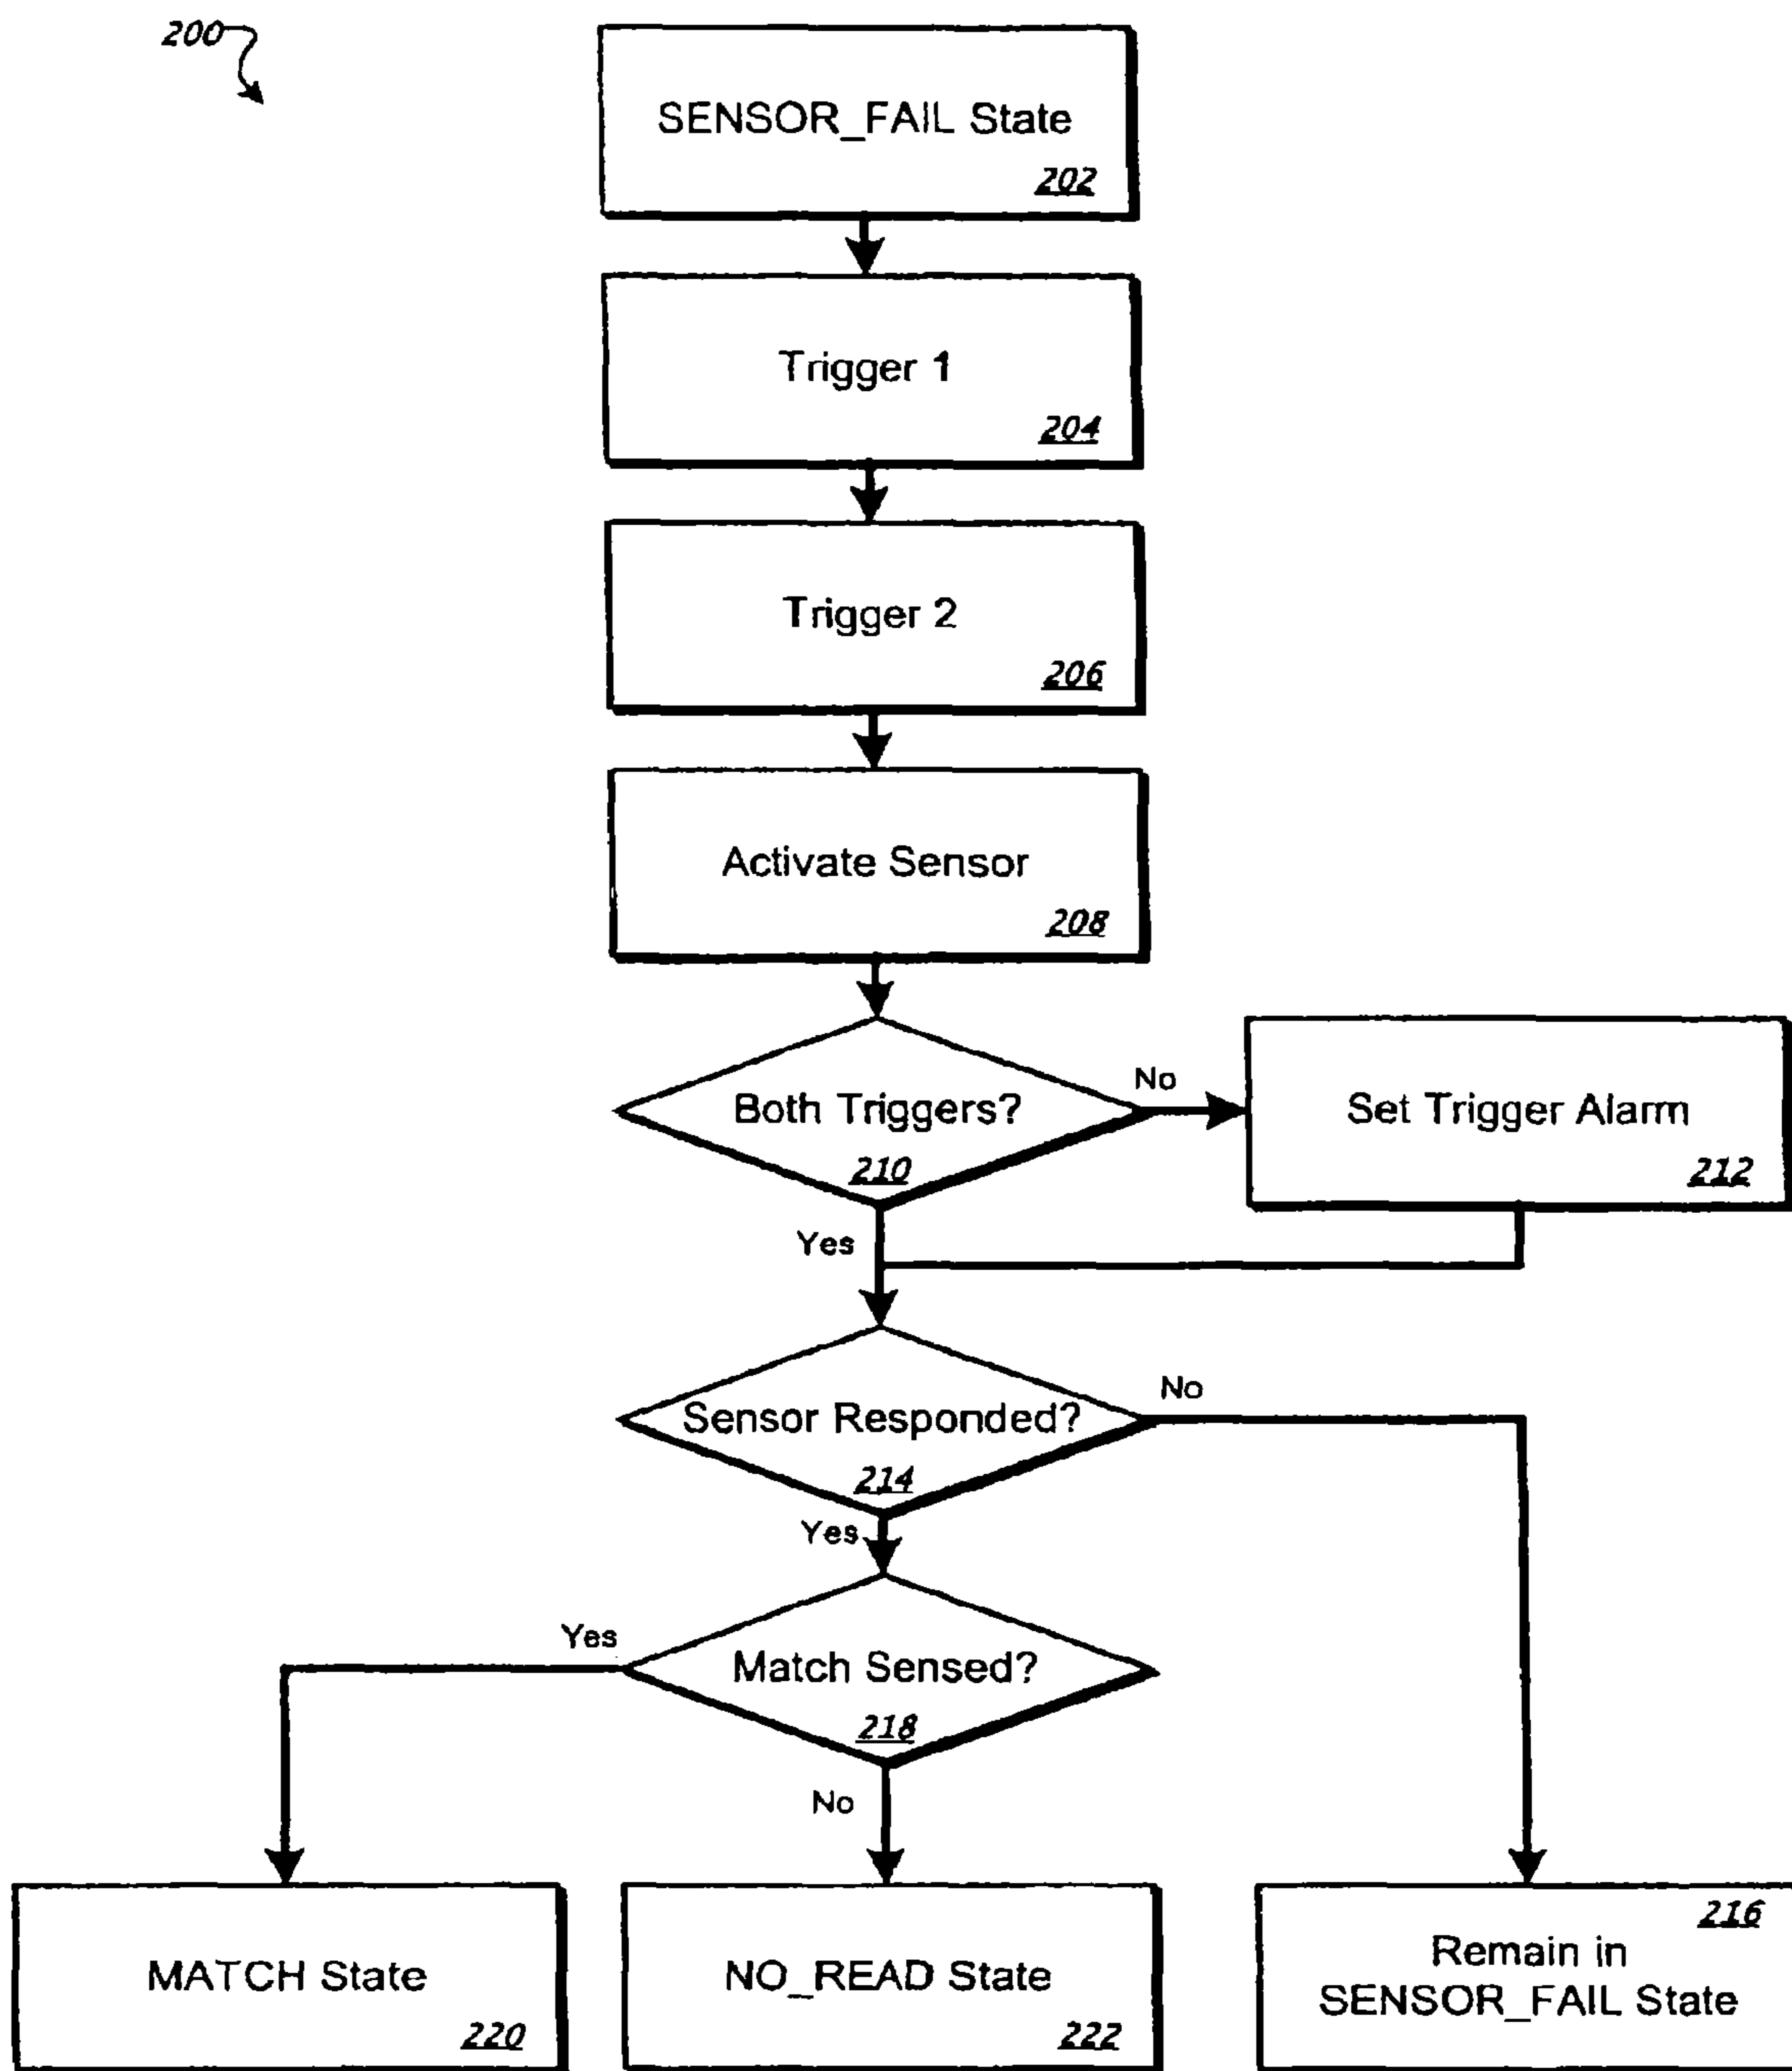 200
SENSOR_FAIL State
202
Trigger 1
204
Trigger 2
206
Activate Sensor
208
Both Triggers?
210
No
Set Trigger Alarm
212
Yes
Sensor Responded?
214
No
Yes
Match Sensed?
218
Yes
No
MATCH State
220
NO_READ State
222
216
Remain in
SENSOR_FAIL State